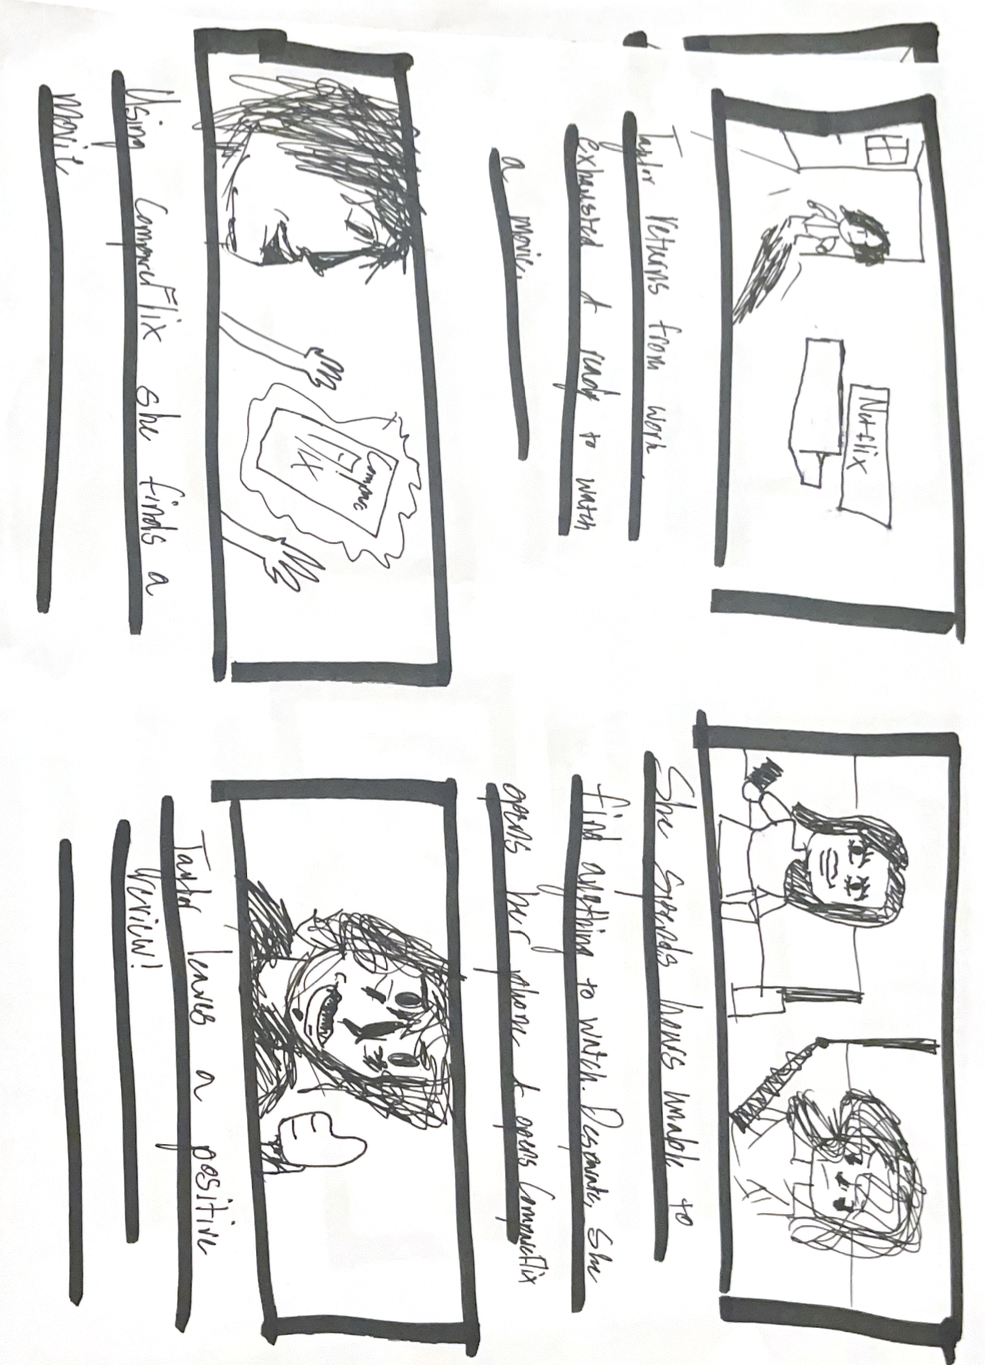 Netflix
Taylor returns from work
exhausted & ready to watch
a movie.
She spends hours unable to
find anything to watch. Desperate, she
opens her phone & opens CompareFlix
Compare
Flix
Using CompareFlix she finds a
movie
Taylor leaves a positive
review!